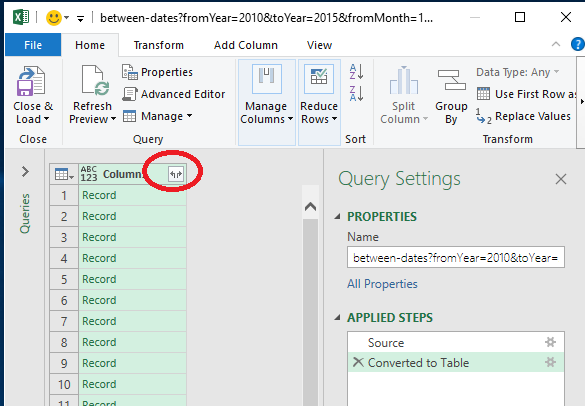 between-dates?fromYear=2010&toYear=2015&fromMonth=1...
File Home Transform Add Column View
Close & Load
Close
Refresh Preview
Properties
Advanced Editor
Manage
Query
Manage Columns
Reduce Rows
Sort
Split Column
Group By
Data Type: Any
Use First Row as
Replace Values
Transform
Queries
ABC 123 Column
1 Record
2 Record
3 Record
4 Record
5 Record
6 Record
7 Record
8 Record
9 Record
10 Record
11 Record
Query Settings
PROPERTIES
Name
between-dates?fromYear=2010&toYear=
All Properties
APPLIED STEPS
Source
Converted to Table